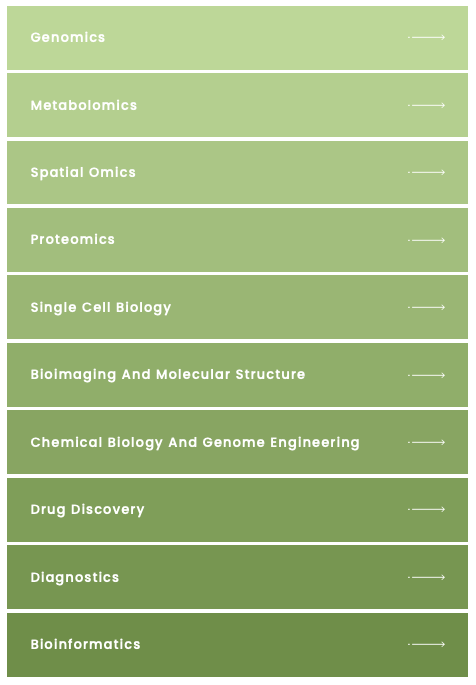 Genomics
Metabolomics
Spatial Omics
Proteomics
Single Cell Biology
Bioimaging And Molecular Structure
Chemical Biology And Genome Engineering
Drug Discovery
Diagnostics
Bioinformatics